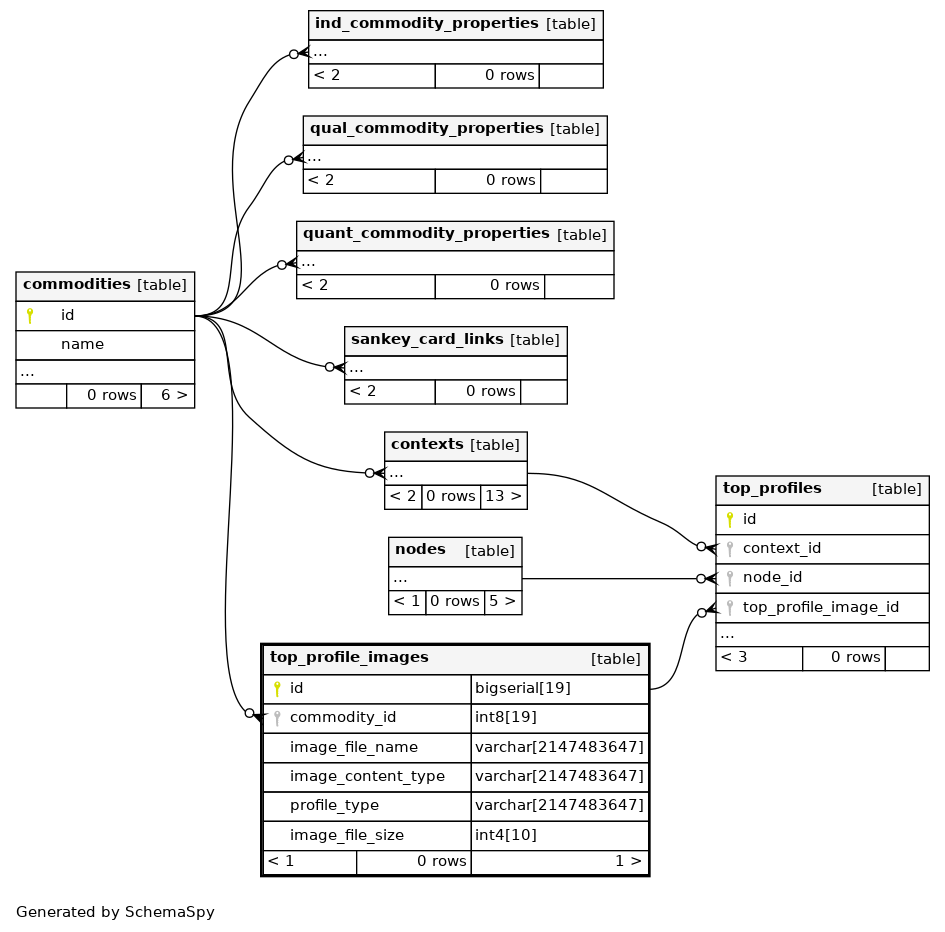 ind_commodity_properties [table]
...
< 2 0 rows
qual_commodity_properties [table]
...
< 2 0 rows
quant_commodity_properties [table]
...
< 2 0 rows
commodities [table]
id
name
...
0 rows 6 >
sankey_card_links [table]
...
< 2 0 rows
contexts [table]
...
< 2 0 rows 13 >
nodes [table]
...
< 1 0 rows 5 >
top_profiles [table]
id
context_id
node_id
top_profile_image_id
...
< 3 0 rows
top_profile_images [table]
id bigserial[19]
commodity_id int8[19]
image_file_name varchar[2147483647]
image_content_type varchar[2147483647]
profile_type varchar[2147483647]
image_file_size int4[10]
< 1 0 rows 1 >
Generated by SchemaSpy